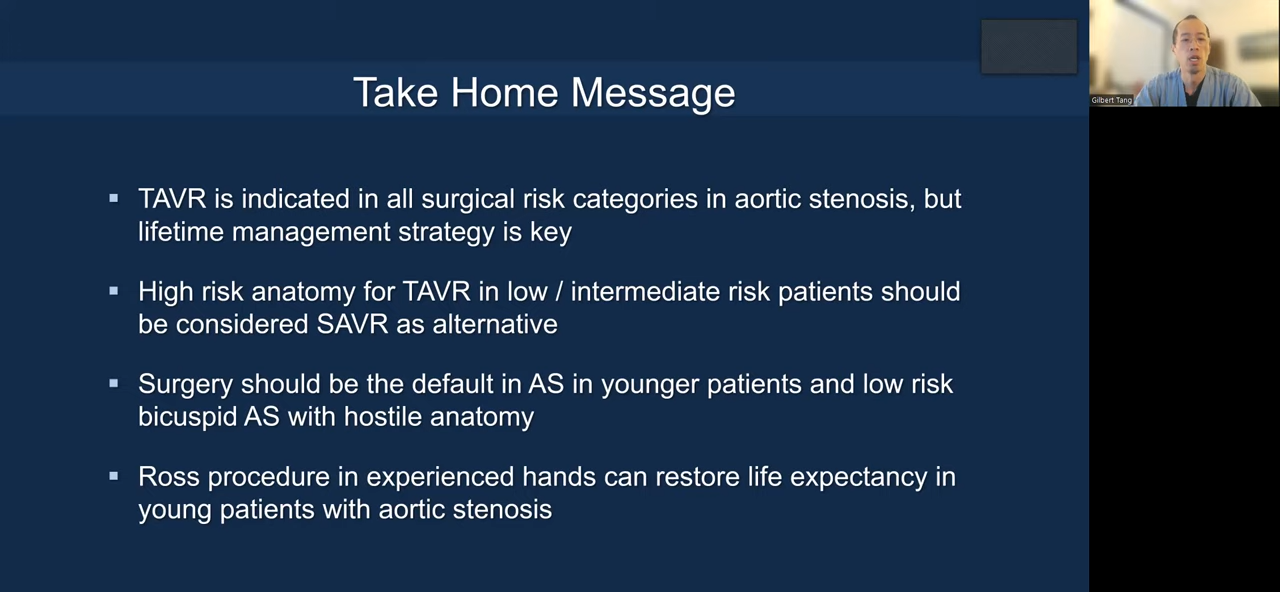 Take Home Message
TAVR is indicated in all surgical risk categories in aortic stenosis, but
lifetime management strategy is key
High risk anatomy for TAVR in low / intermediate risk patients should
be considered SAVR as alternative
Surgery should be the default in AS in younger patients and low risk
bicuspid AS with hostile anatomy
Ross procedure in experienced hands can restore life expectancy in
young patients with aortic stenosis
Gilbert Tang